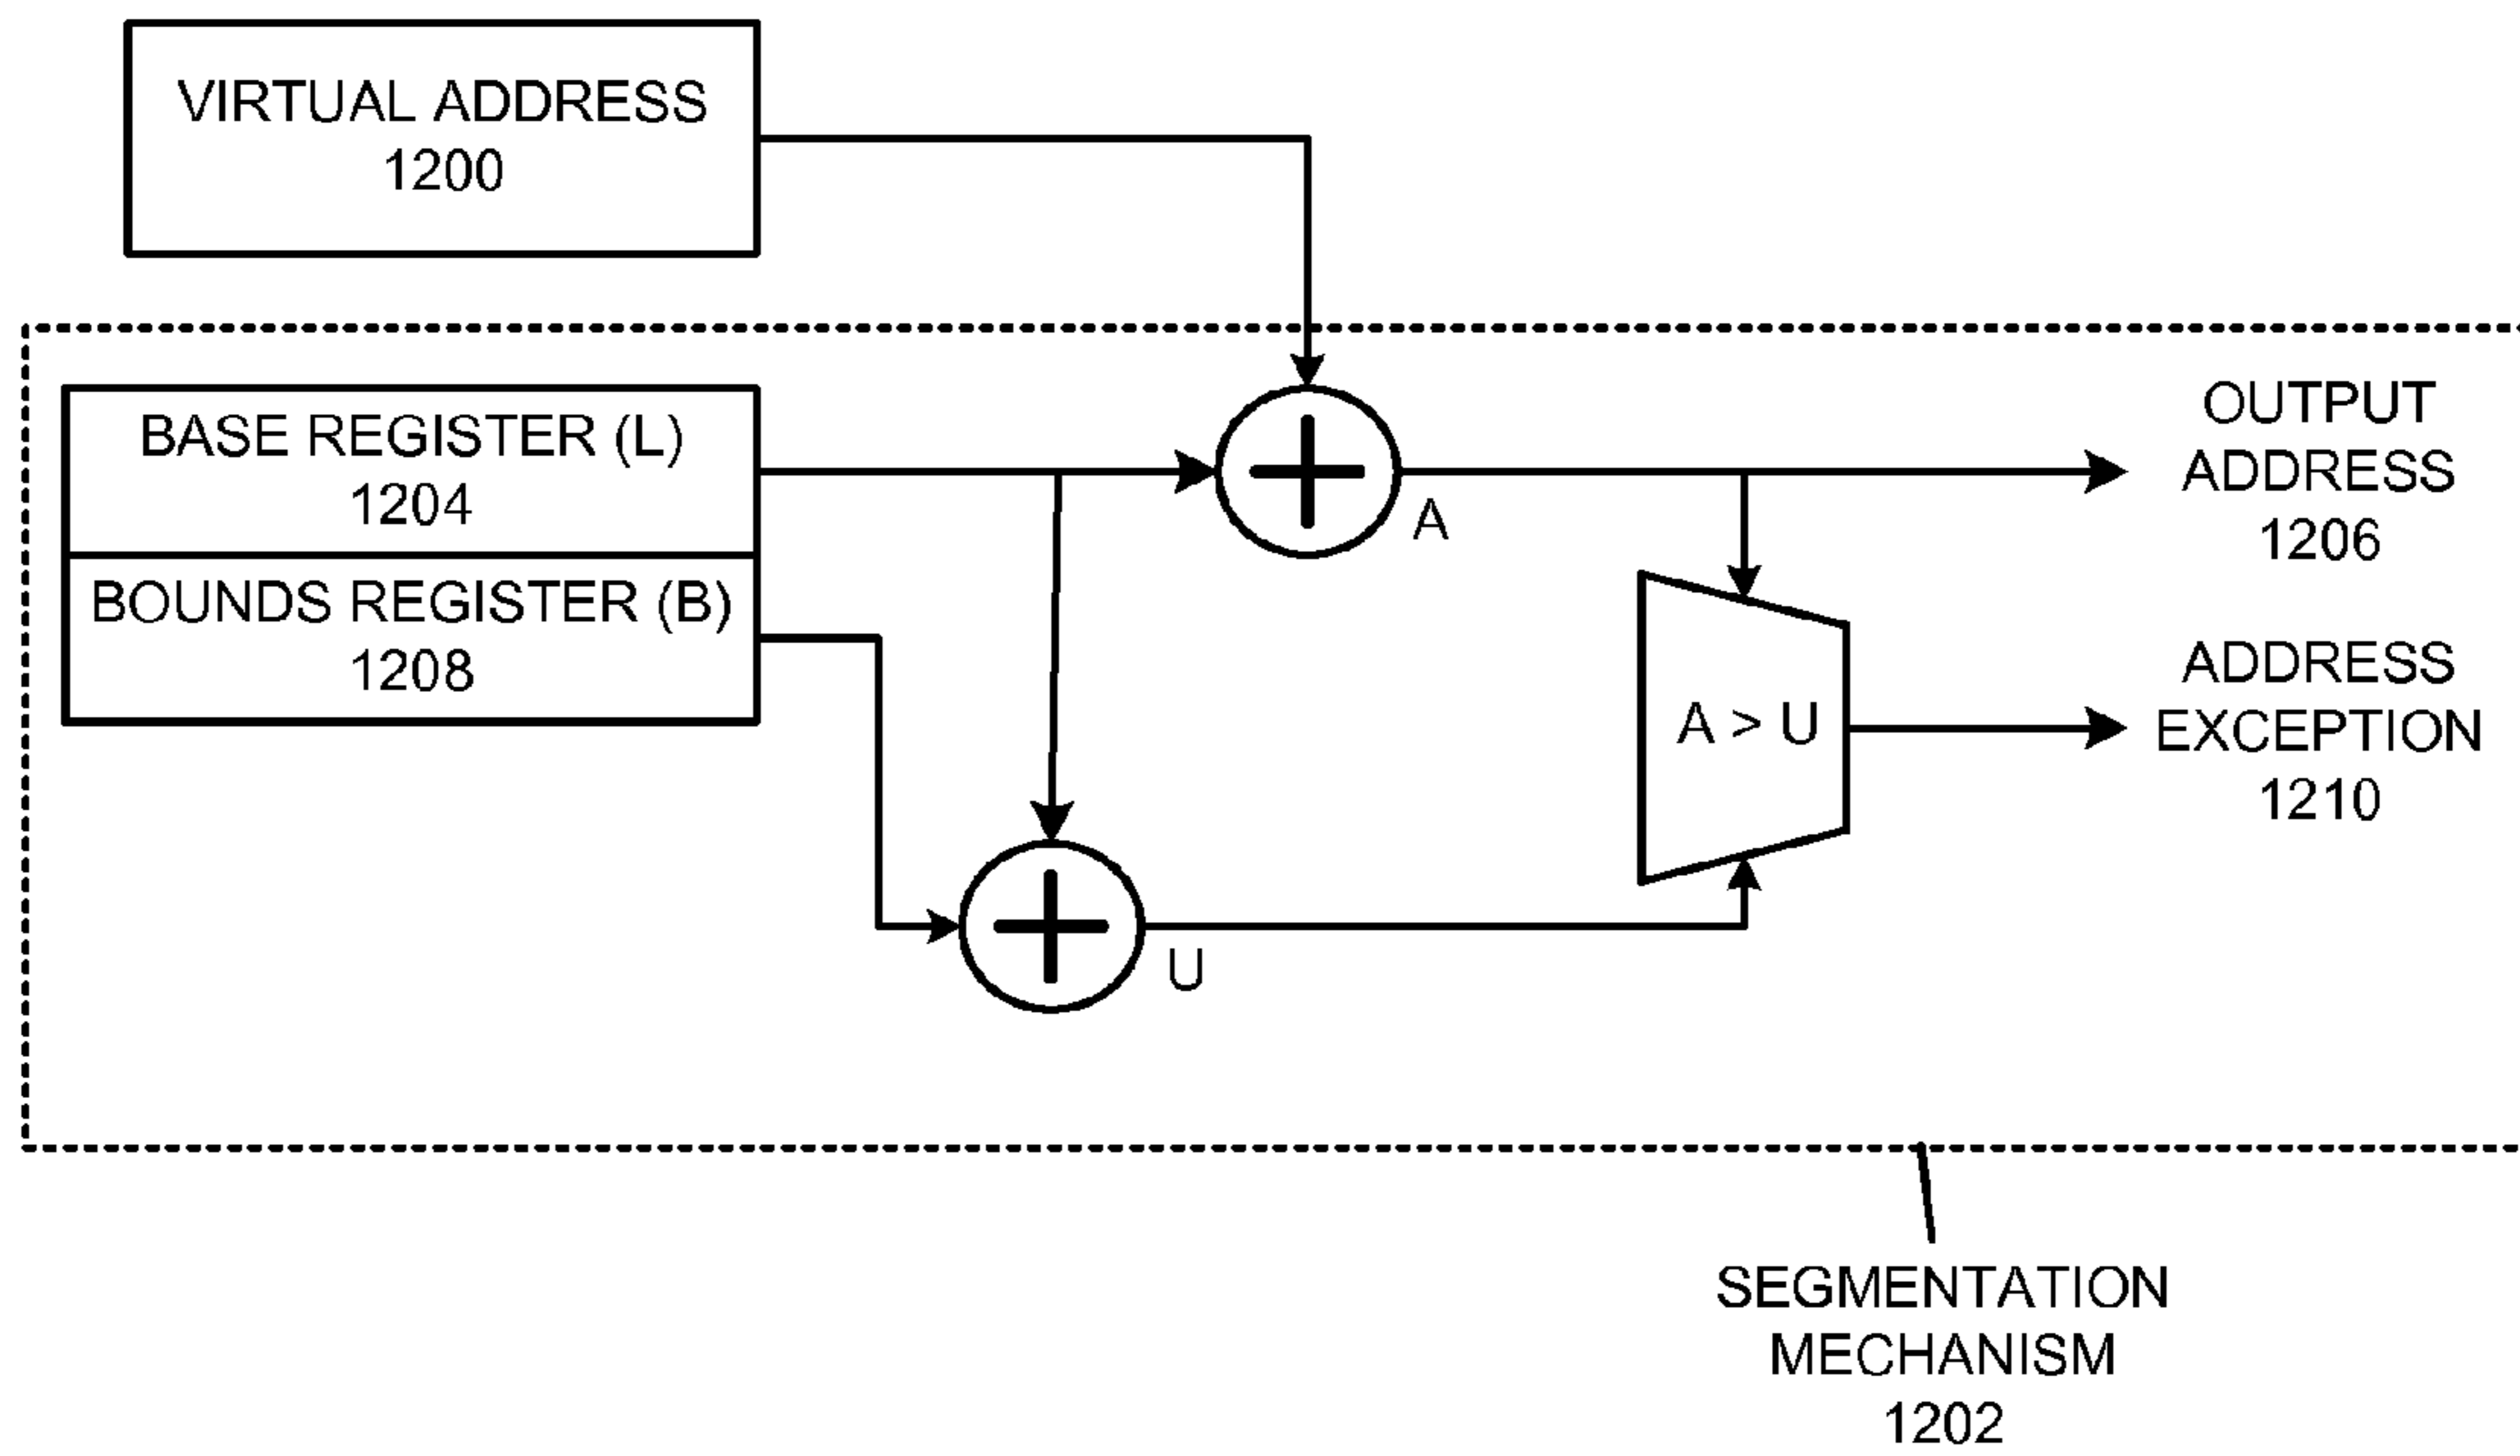 VIRTUAL ADDRESS
1200
BASE REGISTER (L)
1204
BOUNDS REGISTER (B)
1208
A
OUTPUT
ADDRESS
1206
A > U
ADDRESS
EXCEPTION
1210
U
SEGMENTATION
MECHANISM
1202